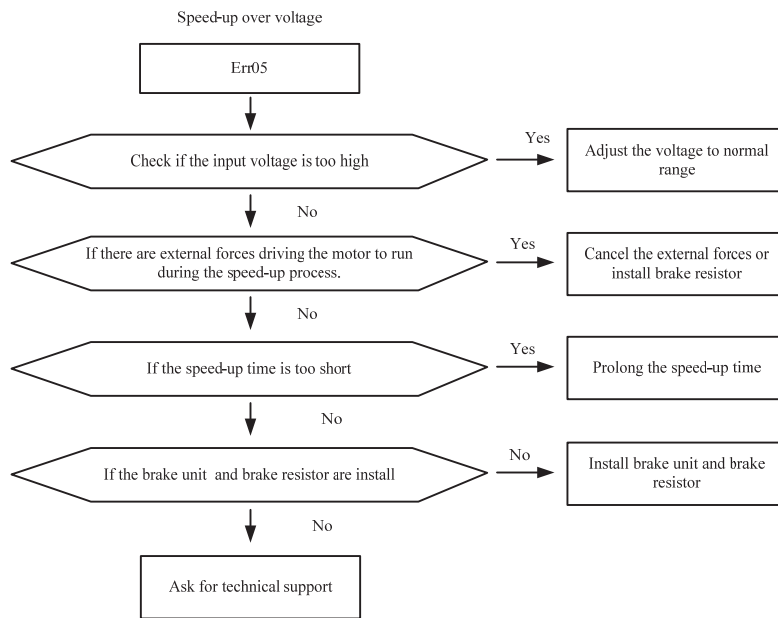 Speed-up over voltage
Err05
Check if the input voltage is too high
Yes
Adjust the voltage to normal
range
No
If there are external forces driving the motor to run
during the speed-up process.
Yes
Cancel the external forces or
install brake resistor
No
If the speed-up time is too short
Yes
Prolong the speed-up time
No
If the brake unit and brake resistor are install
No
Install brake unit and brake
resistor
No
Ask for technical support